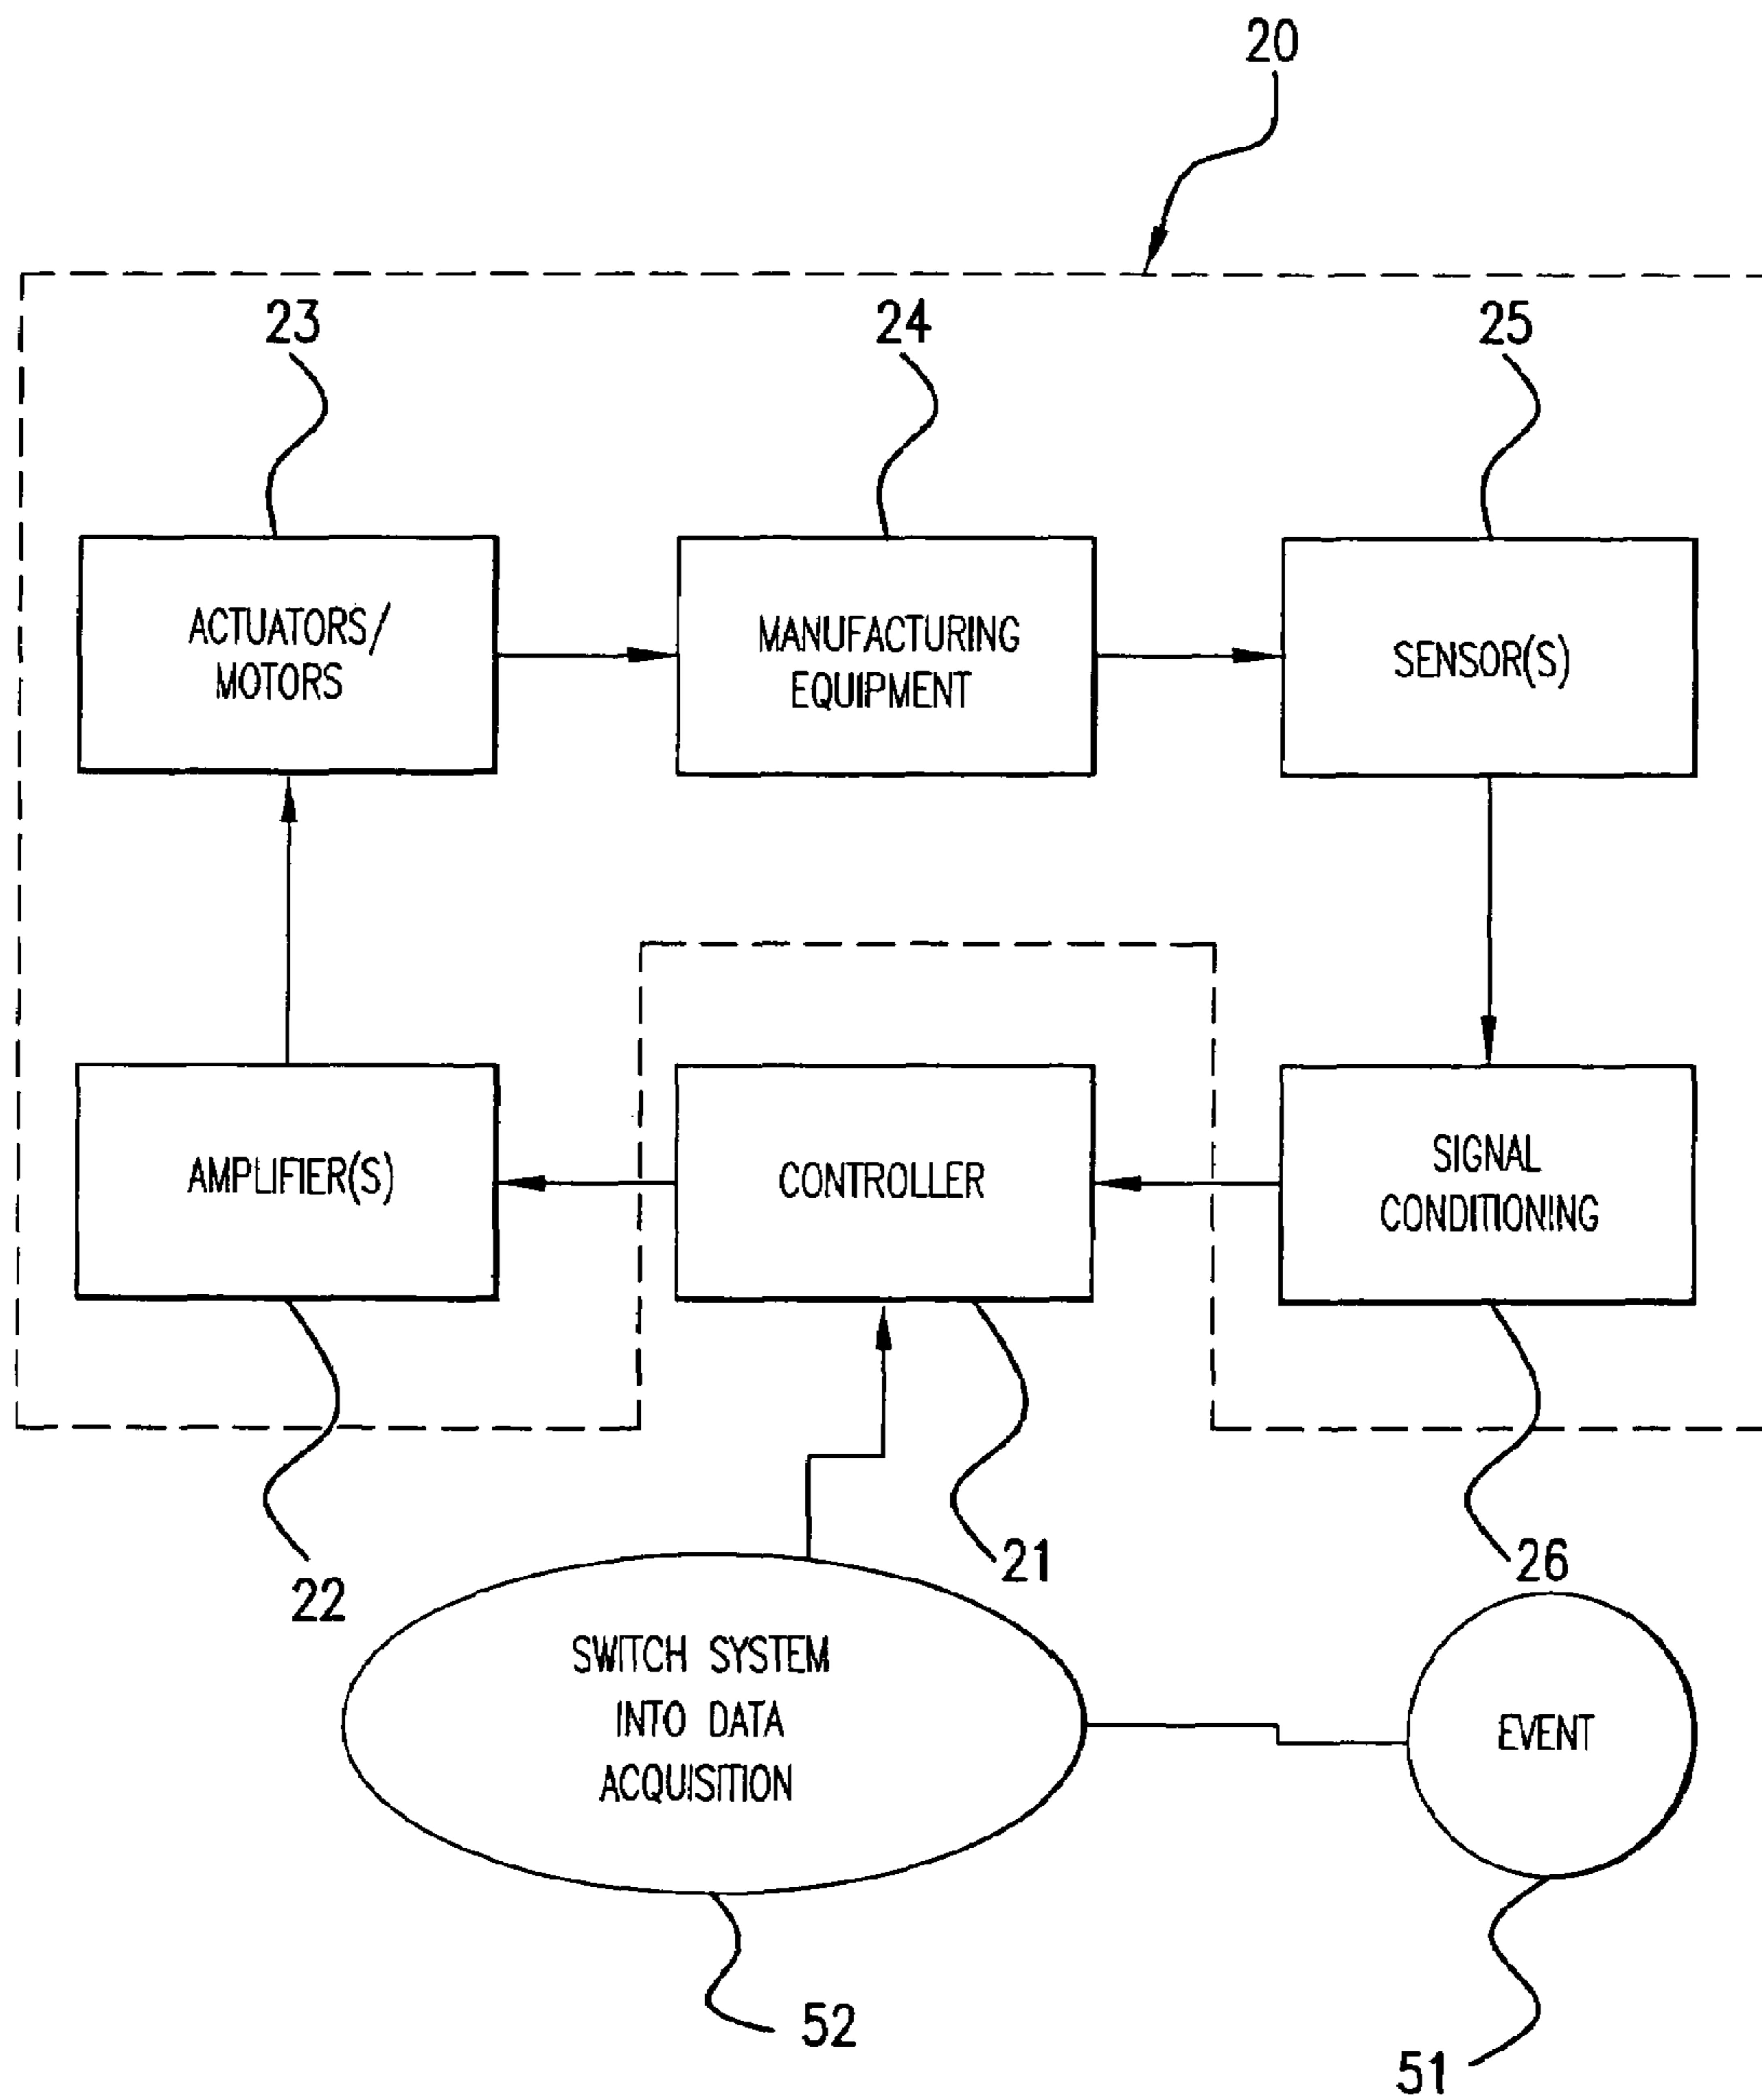 20
23
24
25
ACTUATORS/
MOTORS
MANUFACTURING
EQUIPMENT
SENSOR(S)
AMPLIFIER(S)
CONTROLLER
SIGNAL
CONDITIONING
22
21
26
SWITCH SYSTEM
INTO DATA
ACQUISITION
EVENT
52
51